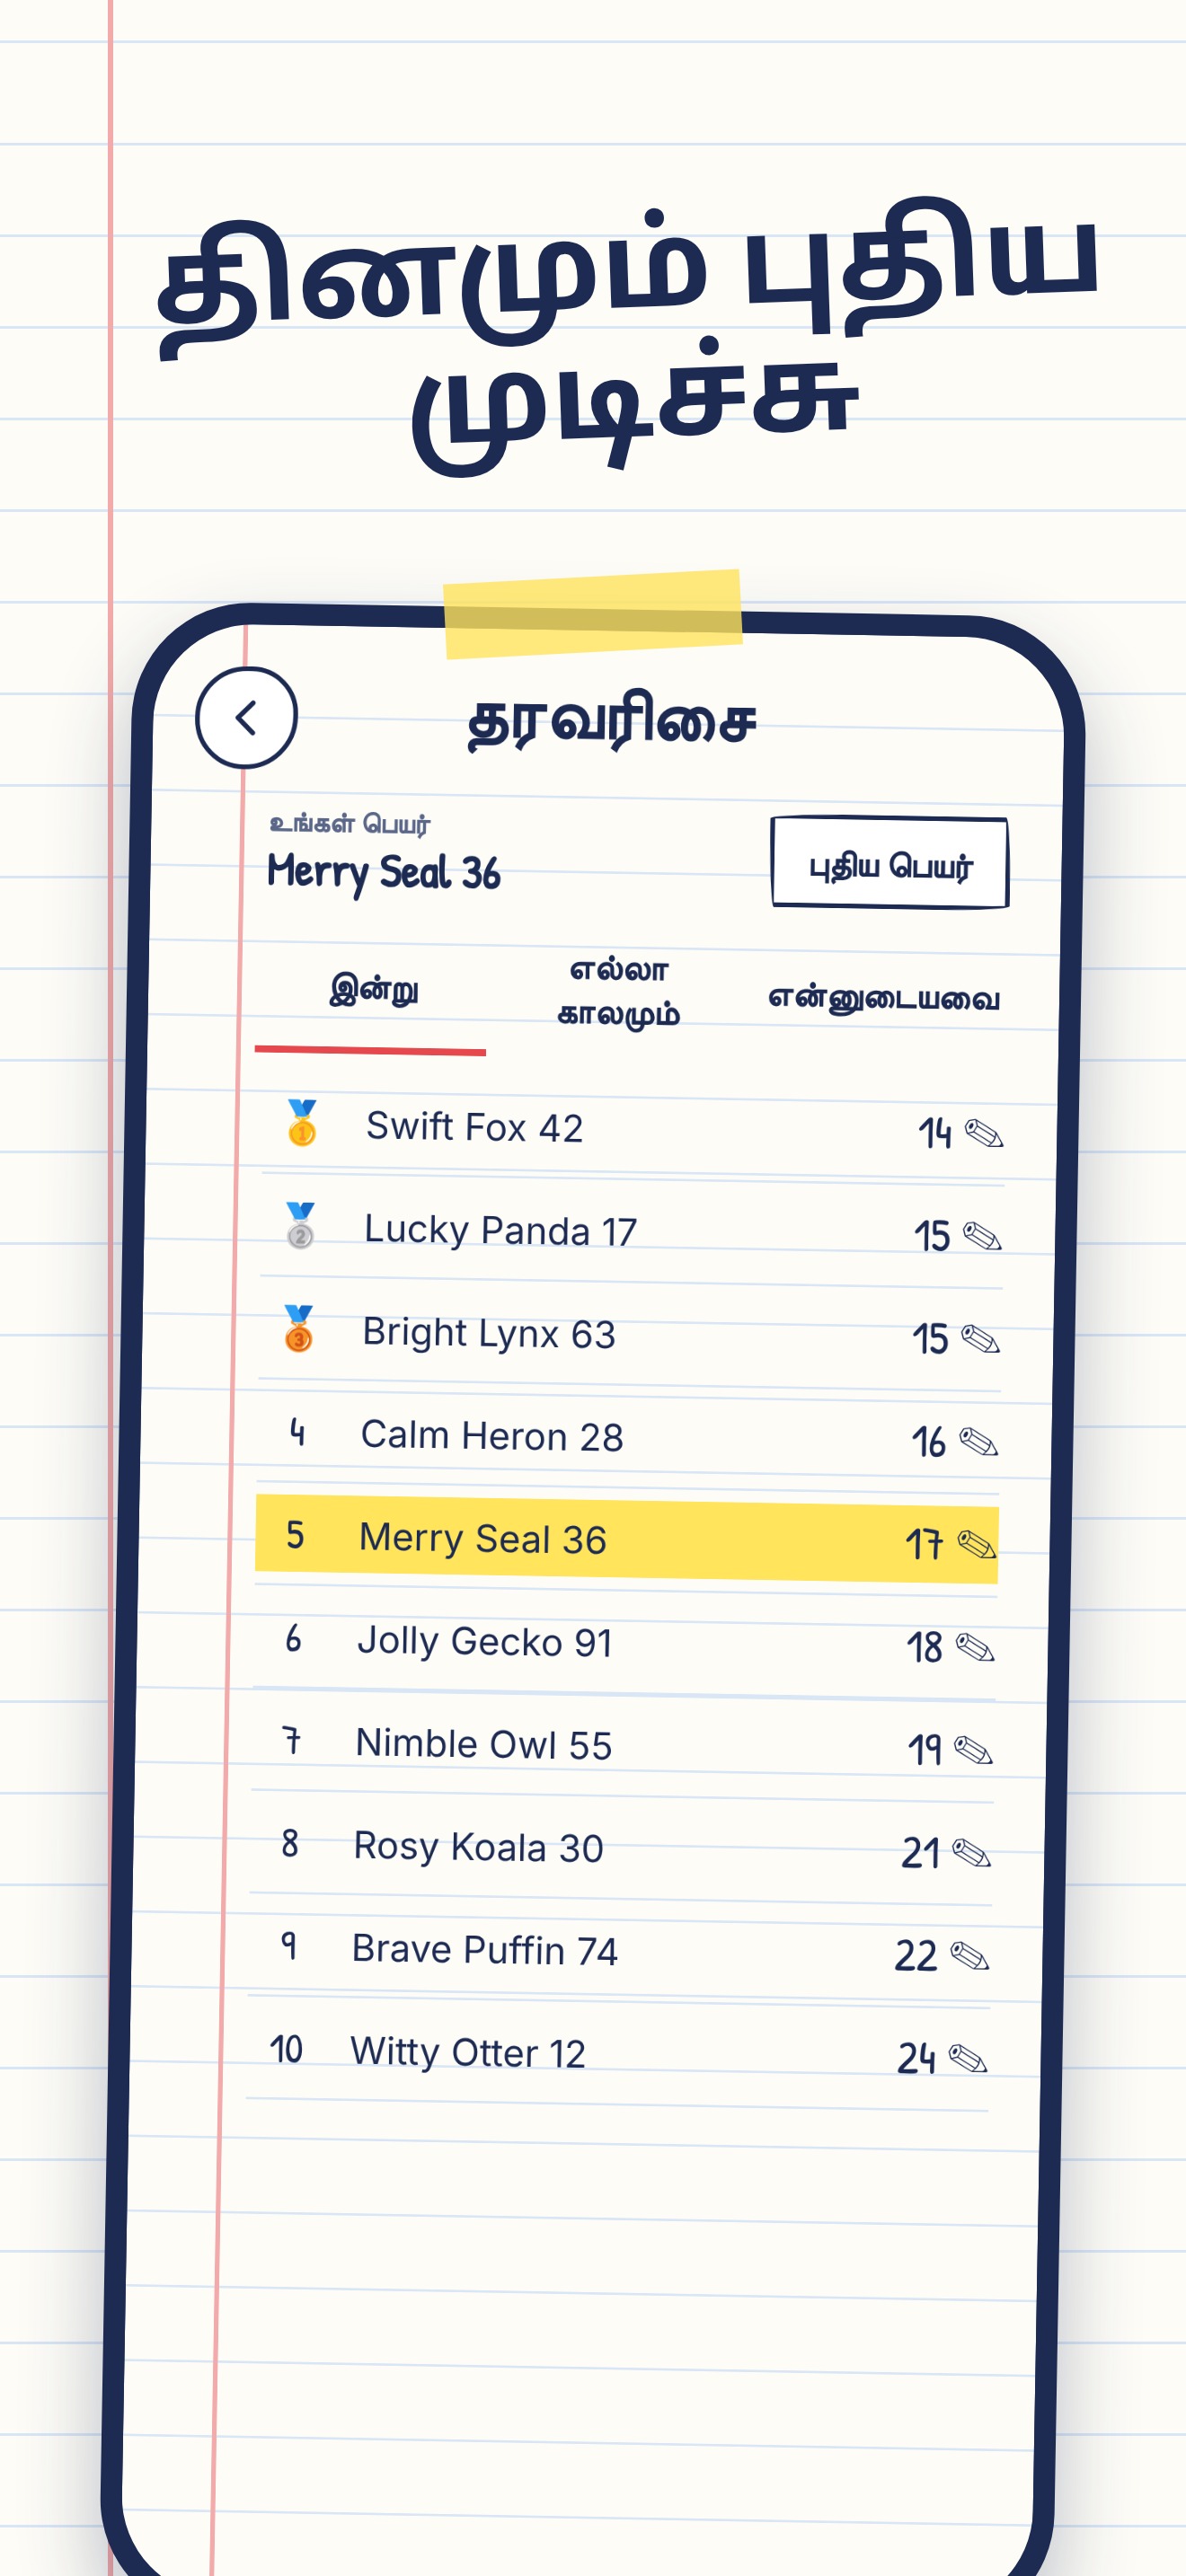 தினமும் புதிய
முடிச்சு
தரவரிசை
உங்கள் பெயர்
Merry Seal 36
புதிய பெயர்
இன்று
எல்லா
காலமும்
என்னுடையவை
1 Swift Fox 42 14
2 Lucky Panda 17 15
3 Bright Lynx 63 15
4 Calm Heron 28 16
5 Merry Seal 36 17
6 Jolly Gecko 91 18
7 Nimble Owl 55 19
8 Rosy Koala 30 21
9 Brave Puffin 74 22
10 Witty Otter 12 24